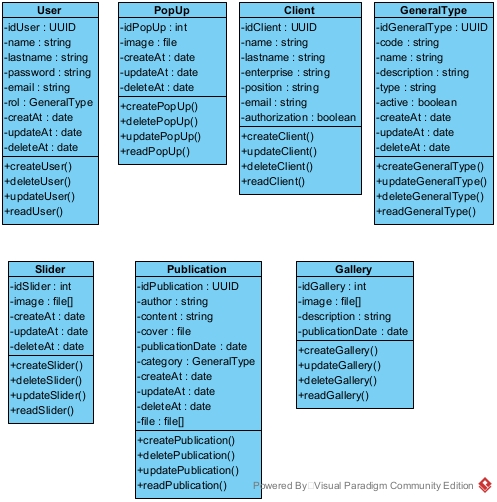 User
-idUser : UUID
-name : string
-lastname : string
-password : string
-email : string
-rol : GeneralType
-creatAt : date
-updateAt : date
-deleteAt : date
+createUser()
+deleteUser()
+updateUser()
+readUser()
PopUp
-idPopUp : int
-image : file
-createAt : date
-updateAt : date
-deleteAt : date
+createPopUp()
+deletePopUp()
+updatePopUp()
+readPopUp()
Client
-idClient : UUID
-name : string
-lastname : string
-enterprise : string
-position : string
-email : string
-authorization : boolean
+createClient()
+updateClient()
+deleteClient()
+readClient()
GeneralType
-idGeneralType : UUID
-code : string
-name : string
-description : string
-type : string
-active : boolean
-createAt : date
-updateAt : date
-deleteAt : date
+createGeneralType()
+updateGeneralType()
+deleteGeneralType()
+readGeneralType()
Slider
-idSlider : int
-image : file[]
-createAt : date
-updateAt : date
-deleteAt : date
+createSlider()
+deleteSlider()
+updateSlider()
+readSlider()
Publication
-idPublication : UUID
-author : string
-content : string
-cover : file
-publicationDate : date
-category : GeneralType
-createAt : date
-updateAt : date
-deleteAt : date
-file : file[]
+createPublication()
+deletePublication()
+updatePublication()
+readPublication()
Gallery
-idGallery : int
-image : file[]
-description : string
-publicationDate : date
+createGallery()
+updateGallery()
+deleteGallery()
+readGallery()
Powered By Visual Paradigm Community Edition